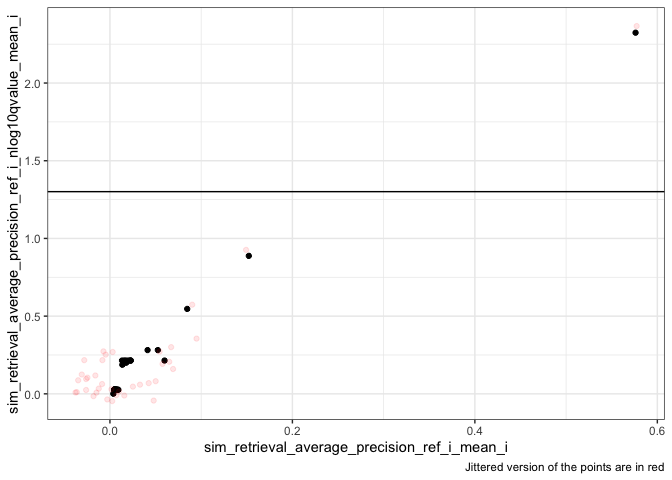 sim_retrieval_average_precision_ref_i_nlog10qvalue_mean_i
2.0
1.5
1.0
0.5
0.0
0.0 0.2 0.4 0.6
sim_retrieval_average_precision_ref_i_mean_i
Jittered version of the points are in red